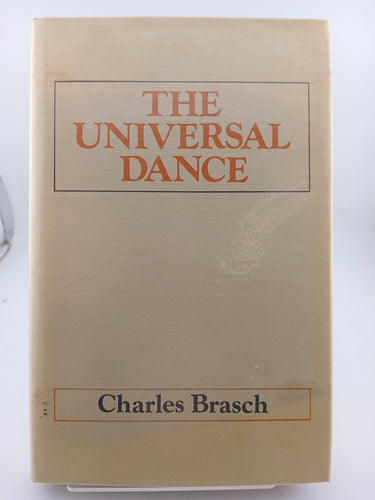 THE
UNIVERSAL
DANCE
Charles Brasch